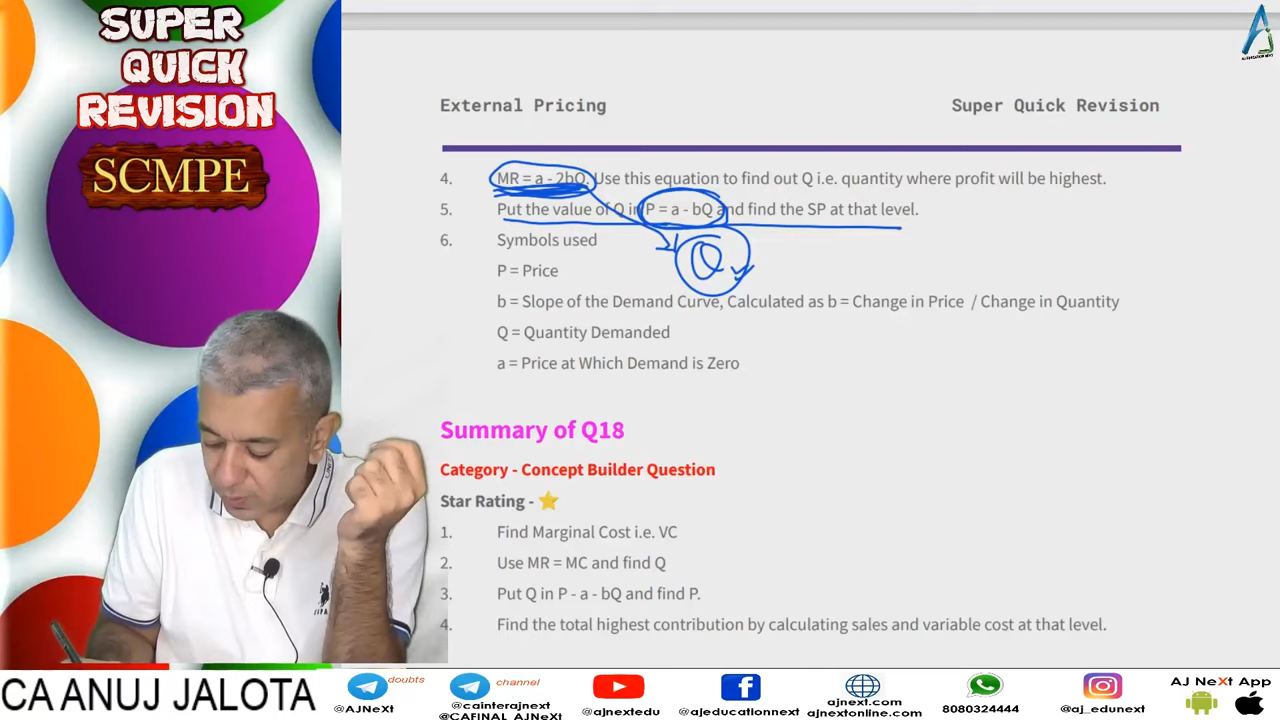 SUPER
QUICK
REVISION
SCMPE
External Pricing
Super Quick Revision
4. MR = a - 2bQ. Use this equation to find out Q i.e. quantity where profit will be highest.
5. Put the value of Q in P = a - bQ and find the SP at that level.
6. Symbols used
Q
P = Price
b = Slope of the Demand Curve, Calculated as b = Change in Price / Change in Quantity
Q = Quantity Demanded
a = Price at Which Demand is Zero
Summary of Q18
Category - Concept Builder Question
Star Rating - ⭐
1. Find Marginal Cost i.e. VC
2. Use MR = MC and find Q
3. Put Q in P - a - bQ and find P.
4. Find the total highest contribution by calculating sales and variable cost at that level.
CA ANUJ JALOTA
doubts
@AJNeXt
channel
@cainterajnext
@CAFINAL_AJNeXt
@ajnextedu
@ajeducationnext
ajnext.com
ajnextonline.com
8080324444
@aj_edunext
AJ NeXt App